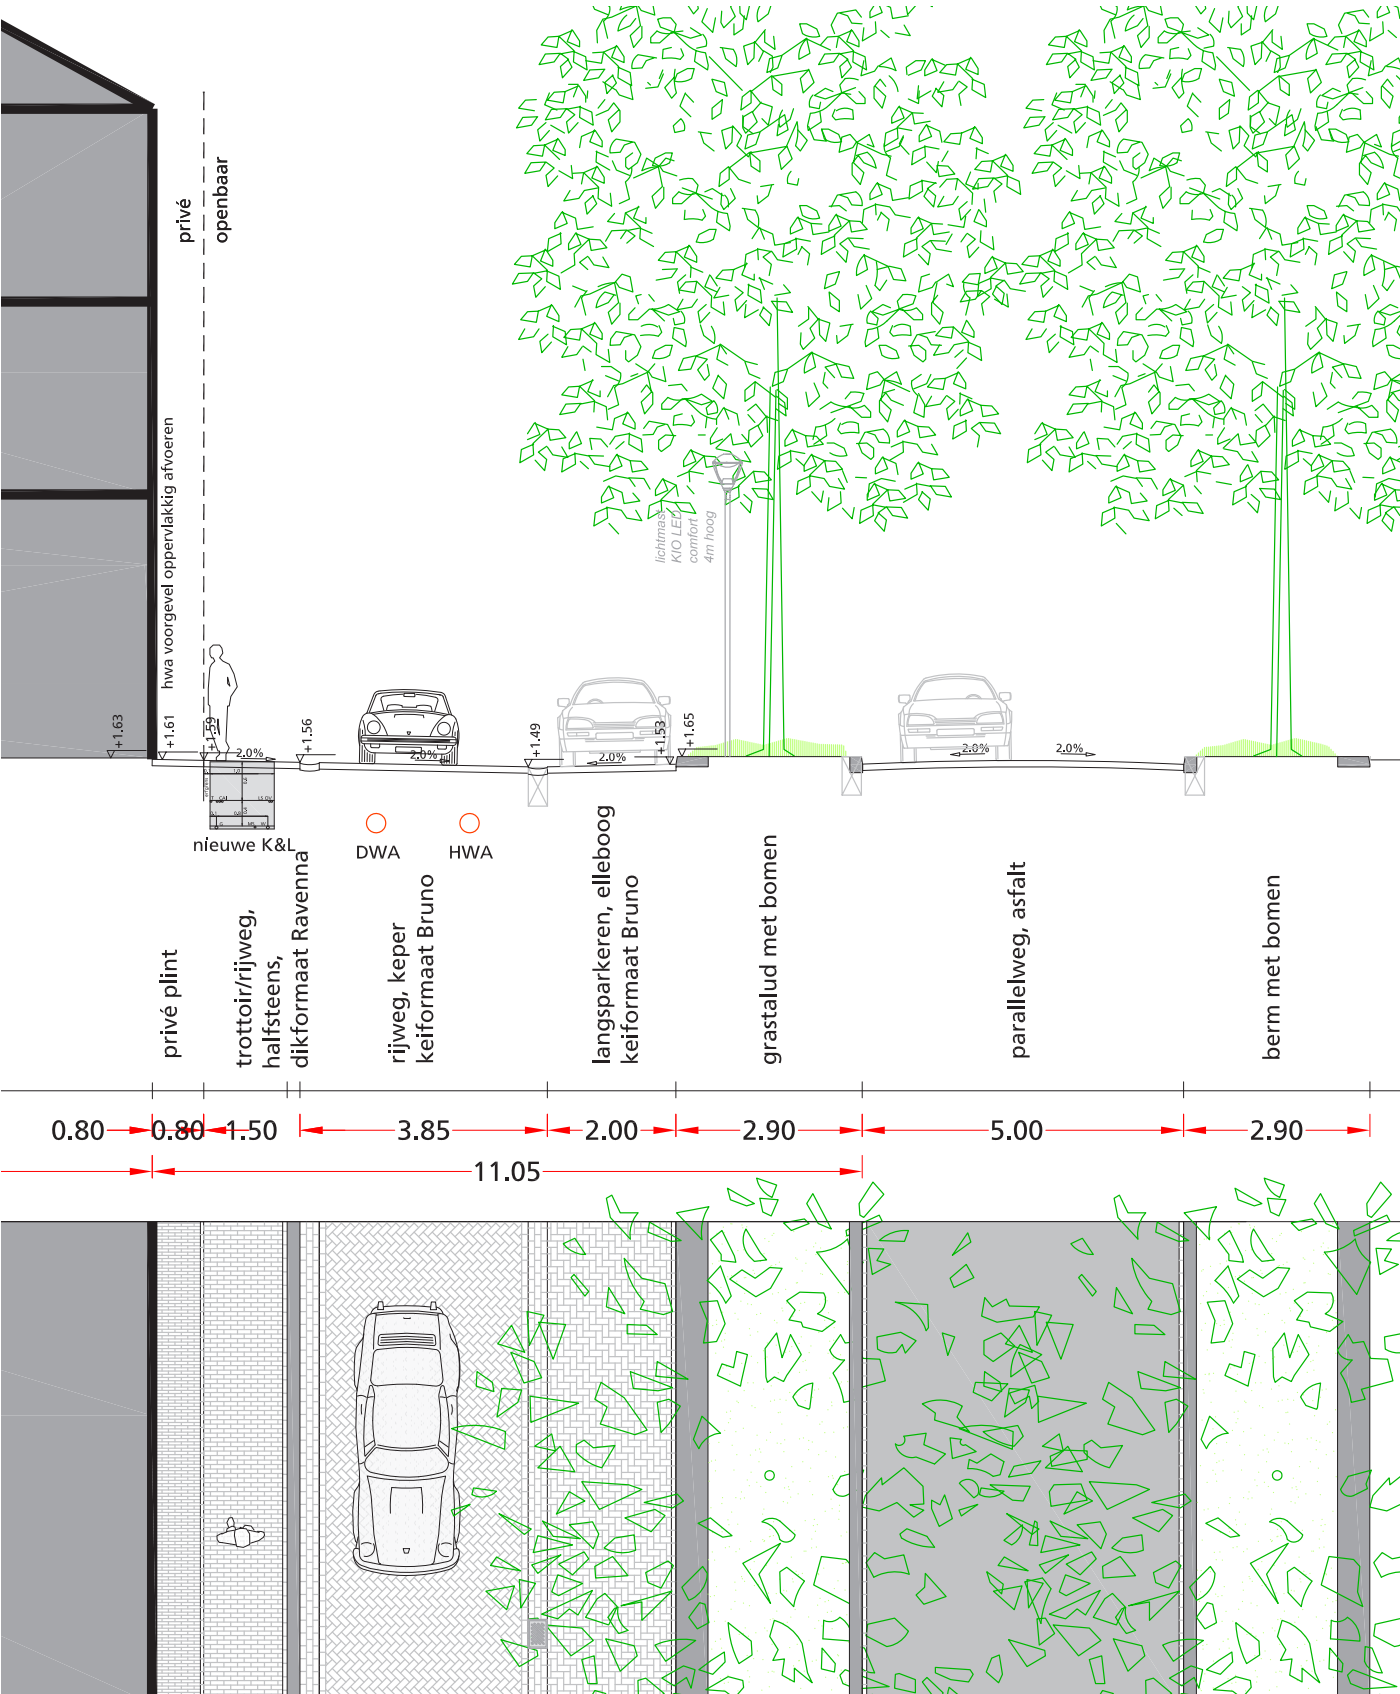 privé
openbaar
hwa voorgevel oppervlakkig afvoeren
lichtmast
KIO LED
comfort
4m hoog
+1.63
+1.61
+1.59
2.0%
+1.56
2.0%
+1.49
2.0%
+1.53
+1.65
2.0%
2.0%
nieuwe K&L
DWA
HWA
privé plint
trottoir/rijweg,
halfsteens,
dikformaat Ravenna
rijweg, keper
keiformaat Bruno
langsparkeren, elleboog
keiformaat Bruno
grastalud met bomen
parallelweg, asfalt
berm met bomen
0.80
0.80
1.50
3.85
2.00
2.90
5.00
2.90
11.05